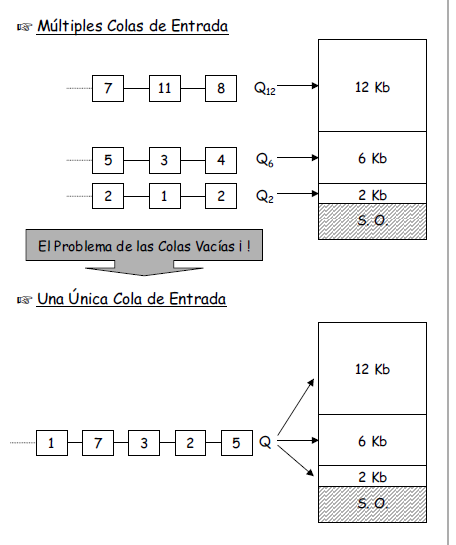 ☞ Múltiples Colas de Entrada
7 11 8 Q12 12 Kb
5 3 4 Q6 6 Kb
2 1 2 Q2 2 Kb
S. O.
El Problema de las Colas Vacías ¡ !
☞ Una Única Cola de Entrada
12 Kb
1 7 3 2 5 Q 6 Kb
2 Kb
S. O.